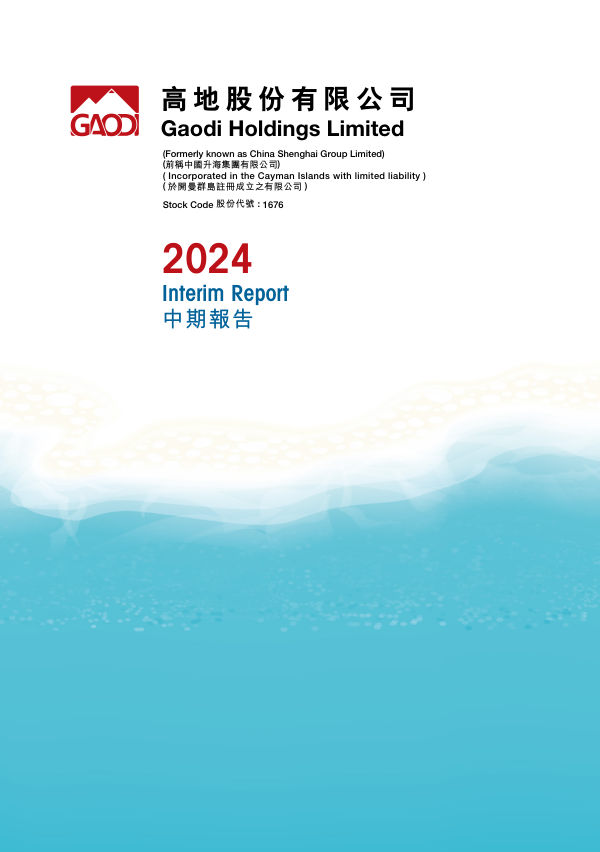 GAODI
高地股份有限公司
Gaodi Holdings Limited
(Formerly known as China Shenghai Group Limited)
(前稱中國升海集團有限公司)
( Incorporated in the Cayman Islands with limited liability )
( 於開曼群島註冊成立之有限公司 )
Stock Code 股份代號 : 1676
2024
Interim Report
中期報告